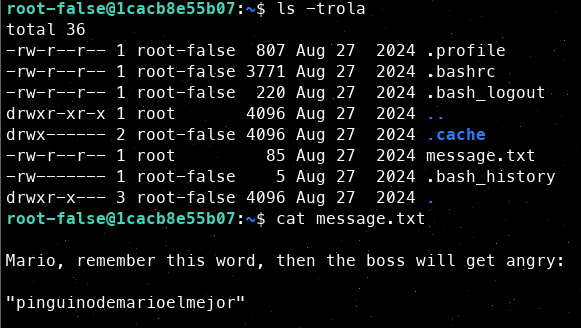 root-false@1cacb8e55b07:~$ ls -trola
total 36
-rw-r--r-- 1 root-false  807 Aug 27  2024 .profile
-rw-r--r-- 1 root-false 3771 Aug 27  2024 .bashrc
-rw-r--r-- 1 root-false  220 Aug 27  2024 .bash_logout
drwxr-xr-x 1 root       4096 Aug 27  2024 ..
drwx------ 2 root-false 4096 Aug 27  2024 .cache
-rw-r--r-- 1 root         85 Aug 27  2024 message.txt
-rw------- 1 root-false    5 Aug 27  2024 .bash_history
drwxr-x--- 3 root-false 4096 Aug 27  2024 .
root-false@1cacb8e55b07:~$ cat message.txt
Mario, remember this word, then the boss will get angry:
"pinguinodemarioelmejor"